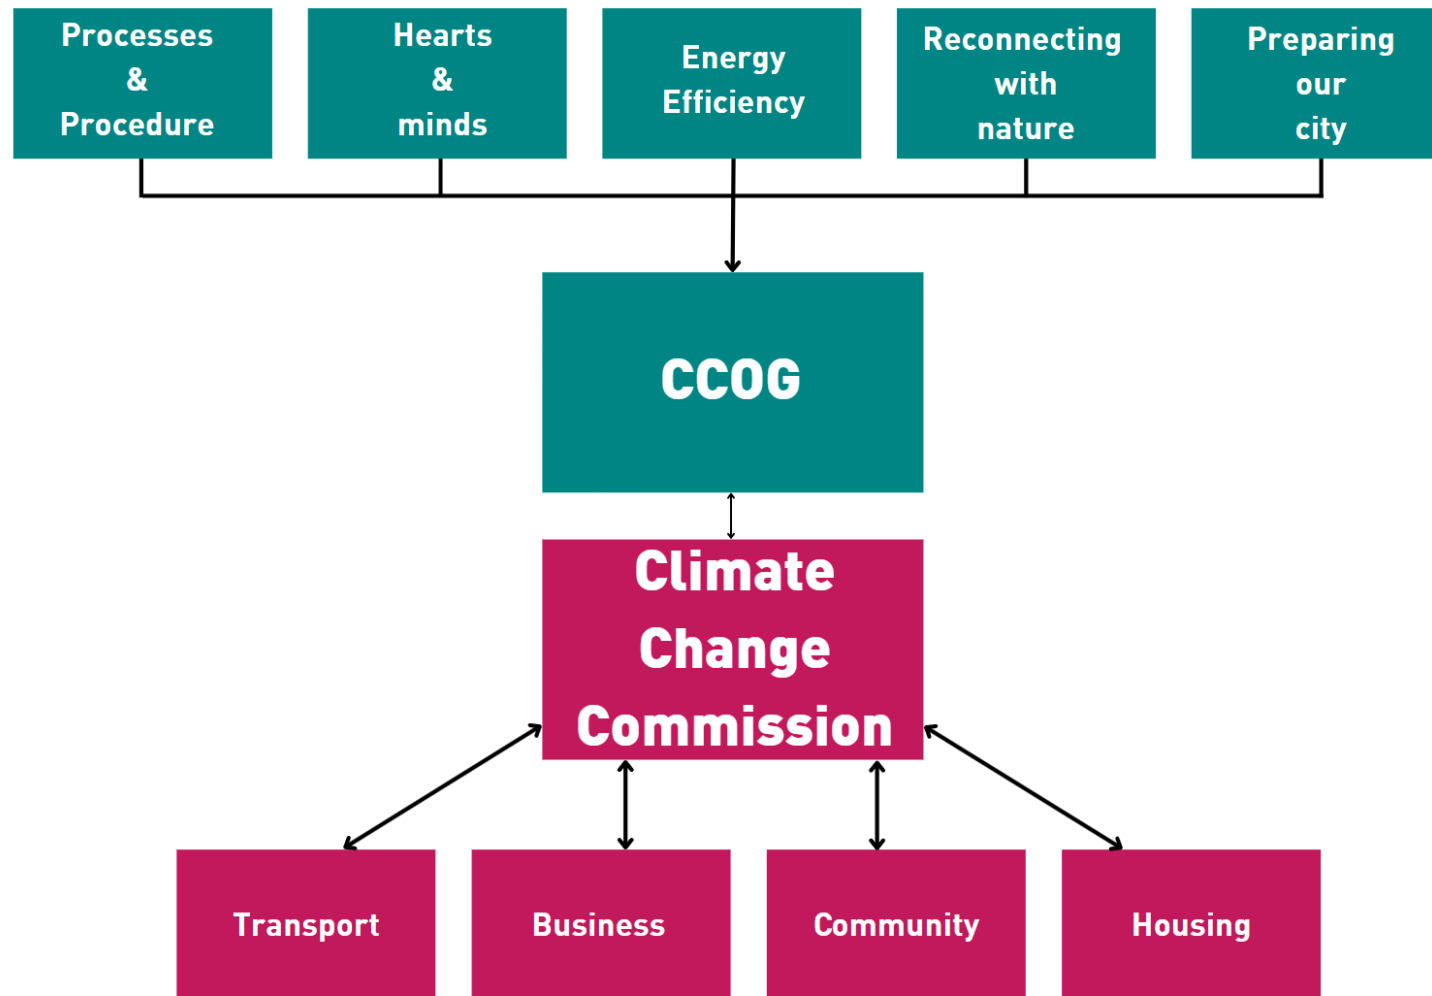 Processes
&
Procedure
Hearts
&
minds
Energy
Efficiency
Reconnecting
with
nature
Preparing
our
city
CCOG
Climate
Change
Commission
Transport
Business
Community
Housing